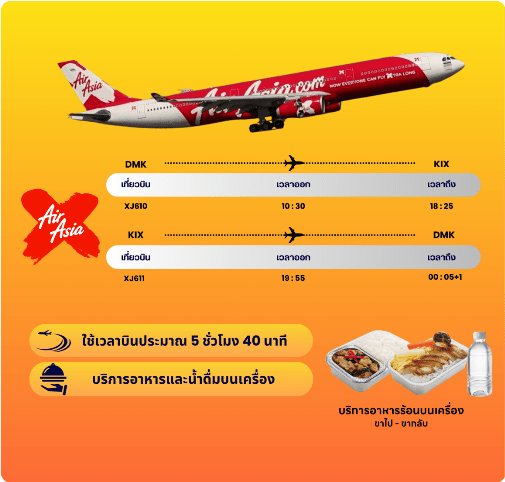 Air
Asia
AirAsia.com
NOW EVERYONE CAN FLY XTRA LONG
DMK KIX
เที่ยวบิน เวลาออก เวลาถึง
XJ610 10 : 30 18 : 25
Air
Asia
KIX DMK
เที่ยวบิน เวลาออก เวลาถึง
XJ611 19 : 55 00 : 05+1
ใช้เวลาบินประมาณ 5 ชั่วโมง 40 นาที
บริการอาหารและน้ำดื่มบนเครื่อง
บริการอาหารร้อนบนเครื่อง
ขาไป - ขากลับ